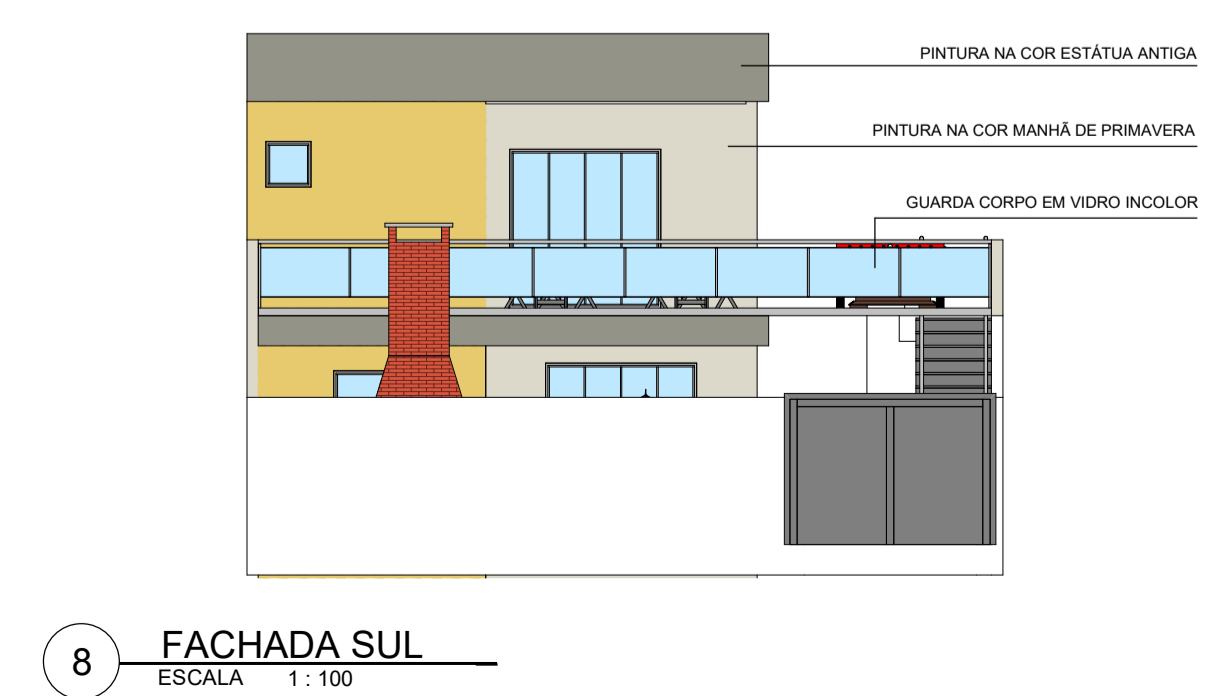 PINTURA NA COR ESTÁTUA ANTIGA
PINTURA NA COR MANHÃ DE PRIMAVERA
GUARDA CORPO EM VIDRO INCOLOR
8 FACHADA SUL
ESCALA 1 : 100